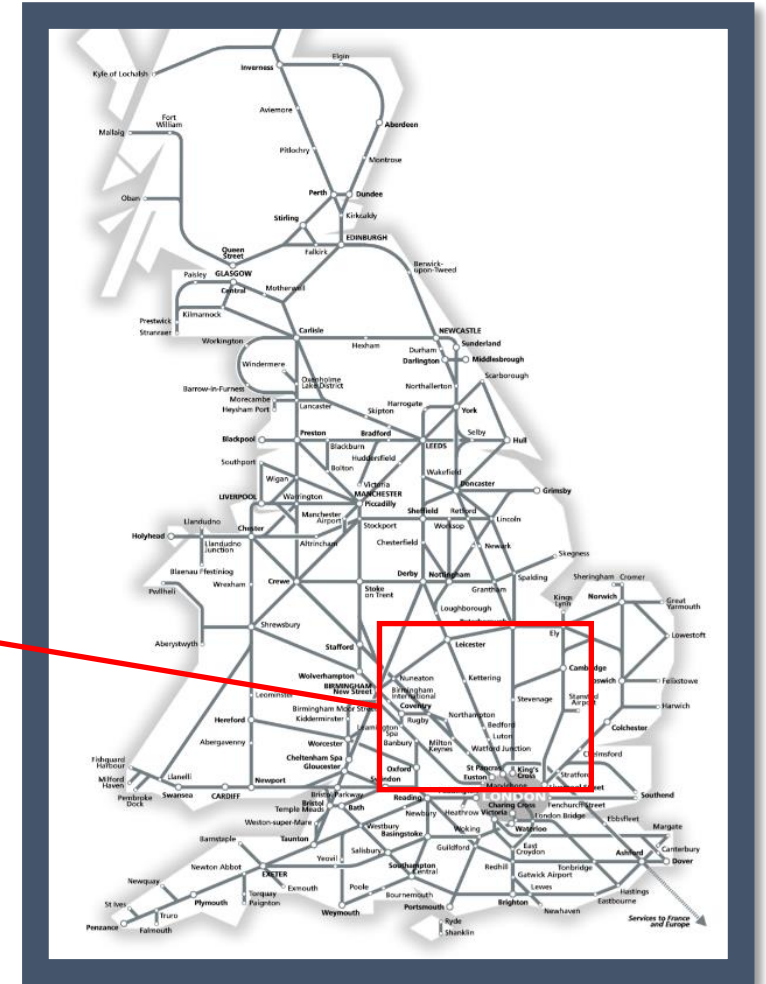 Elgin
Inverness
Kyle of Lochalsh
Aviemore
Fort
William
Aberdeen
Mallaig
Pitlochry
Montrose
Perth
Dundee
Oban
Stirling
Kirkcaldy
EDINBURGH
Queen
Street
Falkirk
Berwick-
upon-Tweed
Paisley
GLASGOW
Central
Motherwell
Prestwick
Kilmarnock
Stranraer
Carlisle
NEWCASTLE
Workington
Hexham
Sunderland
Durham
Darlington
Middlesbrough
Windermere
Scarborough
Oxenholme
Lake District
Barrow-in-Furness
Northallerton
Morecambe
Heysham Port
Lancaster
Harrogate
York
Skipton
Preston
Bradford
Selby
Blackpool
Blackburn
LEEDS
Hull
Huddersfield
Southport
Bolton
Wakefield
Wigan
Victoria
Doncaster
MANCHESTER
Piccadilly
Grimsby
LIVERPOOL
Warrington
Manchester
Airport
Sheffield
Retford
Llandudno
Stockport
Worksop
Lincoln
Chester
Holyhead
Llandudno
Junction
Altrincham
Chesterfield
Newark
Skegness
Blaenau Ffestiniog
Derby
Nottingham
Spalding
Sheringham
Cromer
Pwllheli
Wrexham
Crewe
Stoke
on Trent
Grantham
Kings
Lynn
Norwich
Great
Yarmouth
Loughborough
Shrewsbury
Ely
Lowestoft
Aberystwyth
Stafford
Leicester
Wolverhampton
Cambridge
Nuneaton
Kettering
Felixstowe
BIRMINGHAM
New Street
Birmingham
International
Stevenage
Stansted
Airport
Leominster
Coventry
Harwich
Birmingham Moor Street
Rugby
Northampton
Hereford
Kidderminster
Spa
Bedford
Colchester
Abergavenny
Worcester
Banbury
Milton
Keynes
Luton
Watford Junction
Chelmsford
Cheltenham Spa
Gloucester
Oxford
St Pancras
King's
Cross
Stratford
Fishguard
Harbour
Euston
Llanelli
Newport
Milford
Haven
Pembroke
Dock
Swansea
CARDIFF
Parkway
Reading
LONDON
Southend
Bristol
Temple Meads
Bath
Newbury
Heathrow
Victoria
Charing Cross
Fenchurch Street
London Bridge
Ebbsfleet
Weston-super-Mare
Westbury
Basingstoke
Woking
Waterloo
Margate
Barnstaple
Taunton
Salisbury
Guildford
East
Croydon
Canterbury
Newton Abbot
Yeovil
Southampton
Central
Redhill
Gatwick Airport
Tonbridge
Ashford
Dover
EXETER
Newquay
Exmouth
Poole
Lewes
Hastings
Torquay
Paignton
Bournemouth
Eastbourne
St Ives
Plymouth
Weymouth
Portsmouth
Brighton
Newhaven
Truro
Ryde
Penzance
Falmouth
Shanklin
Services to France
and Europe